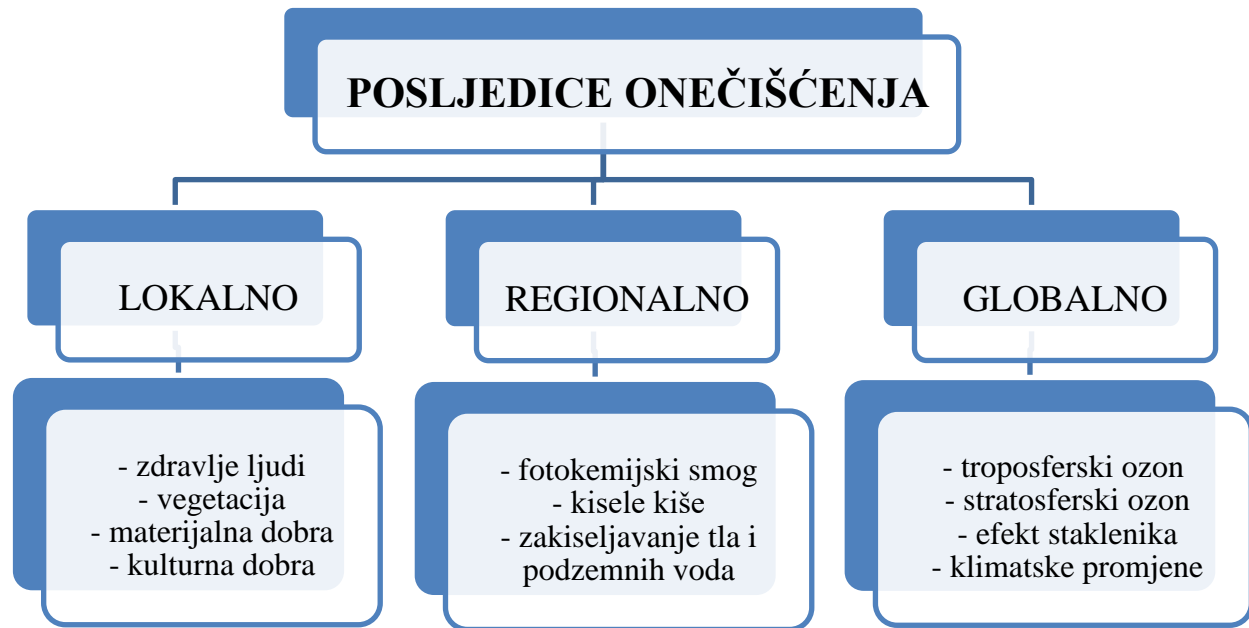 POSLJEDICE ONEČIŠĆENJA
LOKALNO
- zdravlje ljudi
- vegetacija
- materijalna dobra
- kulturna dobra
REGIONALNO
- fotokemijski smog
- kisele kiše
- zakiseljavanje tla i
podzemnih voda
GLOBALNO
- troposferski ozon
- stratosferski ozon
- efekt staklenika
- klimatske promjene